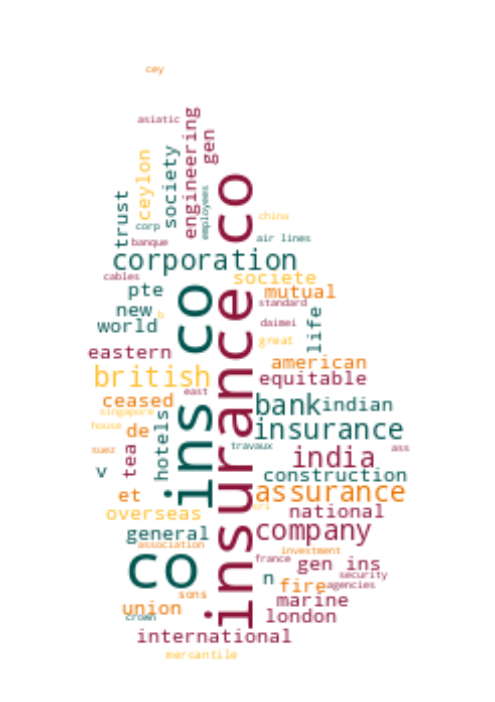 cey
asiatic
engineering
gen
ceylon
society
employees
trust
corp
banque
insurance co
china
air lines
corporation
cables
societe
pte
mutual
ins co
standard
new
b
world
daimei
life
great
eastern
american
british
equitable
east
ceased
bank
indian
singapore
house
de
hotels
insurance
suez
tea
travaux
ass
india
v
construction
et
assurance
overseas
srl
national
general
company
association
investment
co
france
gen ins
n
security
fire
agencies
sons
marine
union
crown
london
international
mercantile